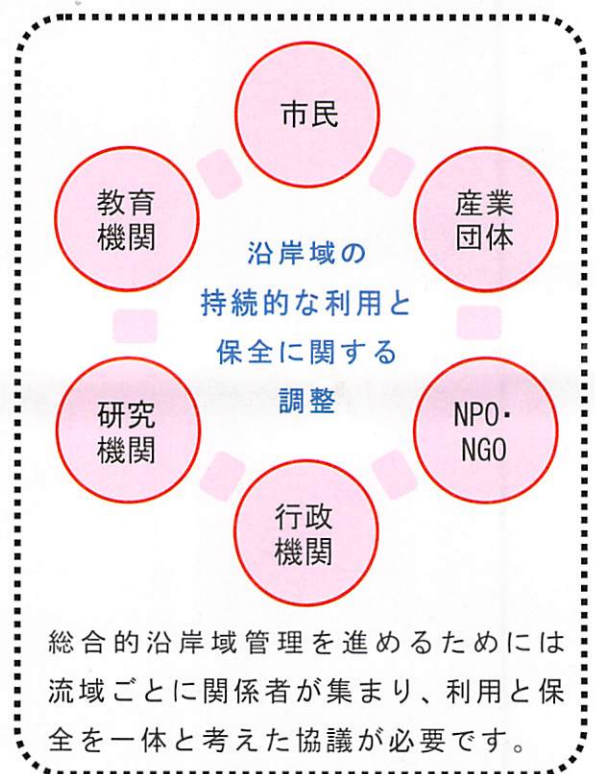 市民
教育
機関
産業
団体
沿岸域の
持続的な利用と
保全に関する
調整
研究
機関
NPO・
NGO
行政
機関
総合的沿岸域管理を進めるためには
流域ごとに関係者が集まり、利用と保
全を一体と考えた協議が必要です。